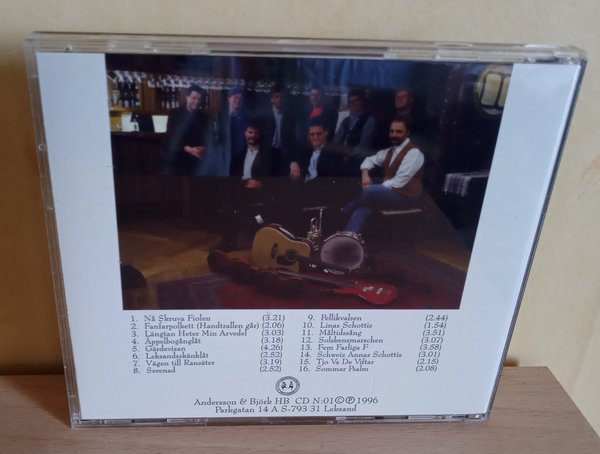 1. Nå Skruva Fiolen (3.21)
2. Fanfarpolkett (Handtrallen går) (2.06)
3. Längtan Heter Min Arvedel (3.03)
4. Äppelhogånglåt (3.18)
5. Gärdevisan (4.26)
6. Leksandsskänklåt (2.52)
7. Vägen till Kansäter (3.19)
8. Serenad (2.52)
9. Pellikvalsen (2.44)
10. Linas Schottis (1.54)
11. Måltidssång (3.51)
12. Solskensmarschen (3.07)
13. Fem Farliga F (3.58)
14. Schweiz Annas Schottis (3.01)
15. Tjo Va De Viftar (2.15)
16. Sommar Psalm (2.08)
Andersson & Björk HB CD N:01 © ℗ 1996
Parkgatan 14 A S-793 31 Leksand